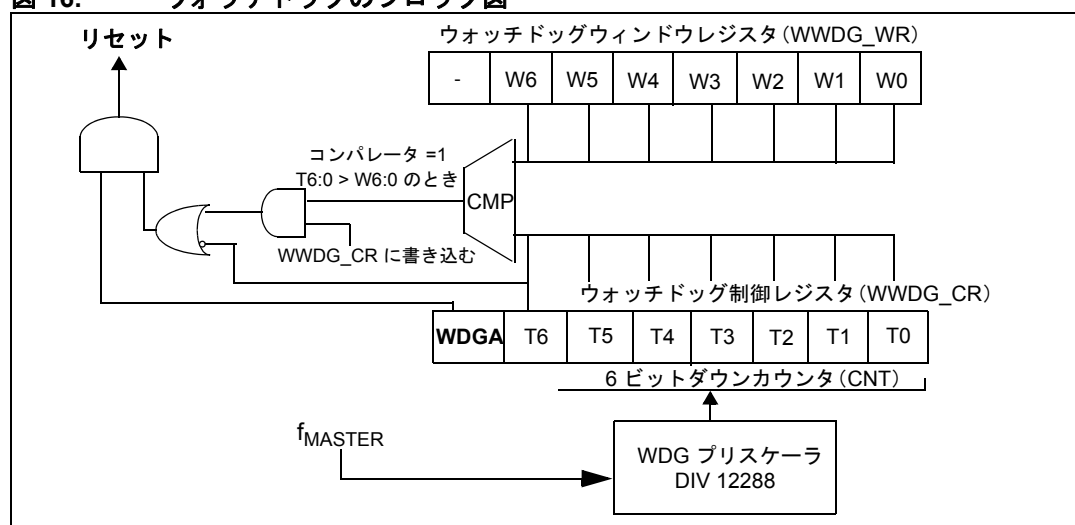 図 16. ウォッチドッグのブロック図
リセット
ウォッチドッグウィンドウレジスタ(WWDG_WR)
- W6 W5 W4 W3 W2 W1 W0
コンパレータ =1
T6:0 > W6:0 のとき
CMP
WWDG_CR に書き込む
ウォッチドッグ制御レジスタ(WWDG_CR)
WDGA T6 T5 T4 T3 T2 T1 T0
6 ビットダウンカウンタ(CNT)
fMASTER
WDG プリスケーラ
DIV 12288